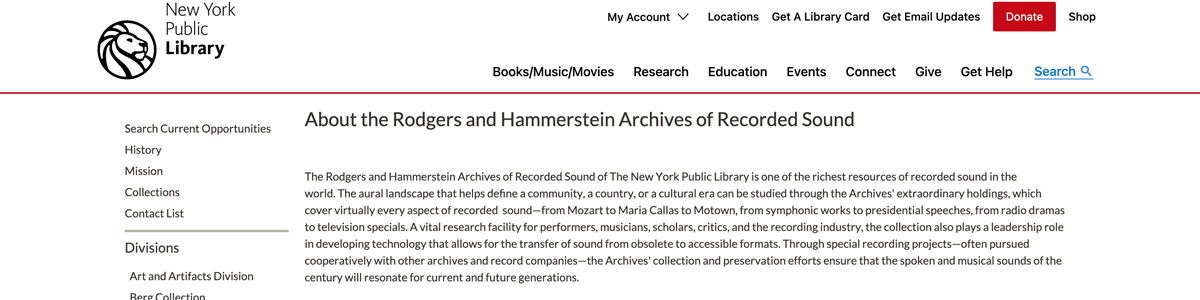 New York
Public
Library
My Account
Locations
Get A Library Card
Get Email Updates
Donate
Shop
Books/Music/Movies
Research
Education
Events
Connect
Give
Get Help
Search
Search Current Opportunities
History
Mission
Collections
Contact List
Divisions
Art and Artifacts Division
Berg Collection
About the Rodgers and Hammerstein Archives of Recorded Sound
The Rodgers and Hammerstein Archives of Recorded Sound of The New York Public Library is one of the richest resources of recorded sound in the
world. The aural landscape that helps define a community, a country, or a cultural era can be studied through the Archives' extraordinary holdings, which
cover virtually every aspect of recorded sound—from Mozart to Maria Callas to Motown, from symphonic works to presidential speeches, from radio dramas
to television specials. A vital research facility for performers, musicians, scholars, critics, and the recording industry, the collection also plays a leadership role
in developing technology that allows for the transfer of sound from obsolete to accessible formats. Through special recording projects—often pursued
cooperatively with other archives and record companies—the Archives' collection and preservation efforts ensure that the spoken and musical sounds of the
century will resonate for current and future generations.